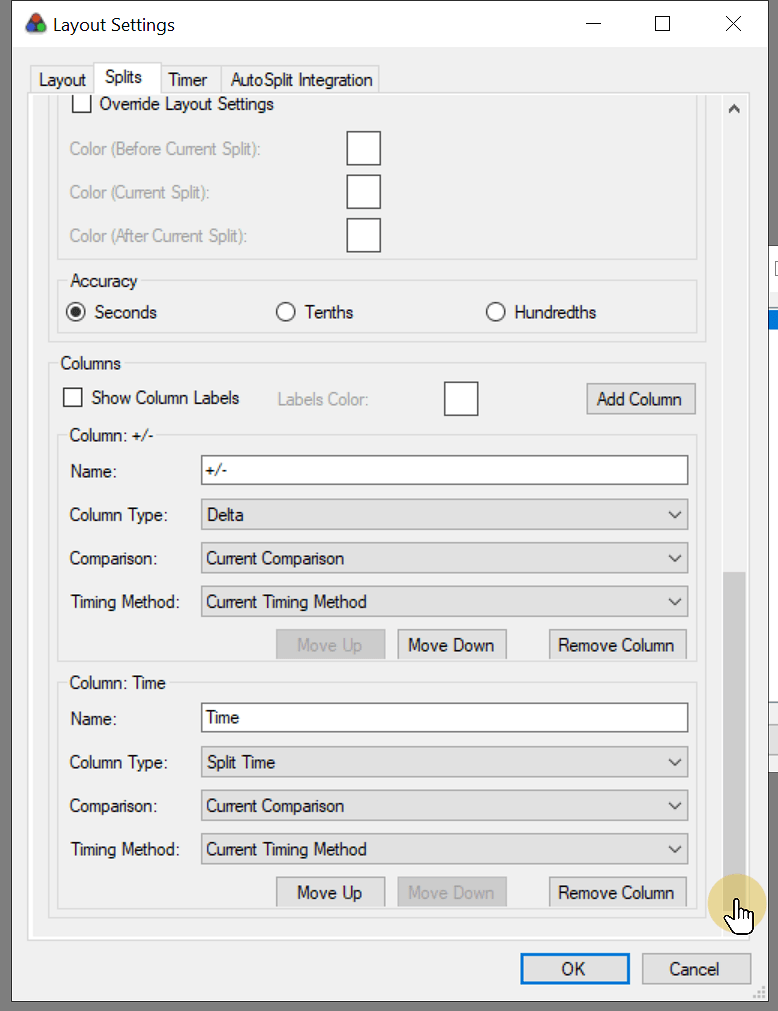 Layout Settings
Layout Splits Timer AutoSplit Integration
Override Layout Settings
Color (Before Current Split):
Color (Current Split):
Color (After Current Split):
Accuracy
Seconds Tenths Hundredths
Columns
Show Column Labels Labels Color: Add Column
Column: +/-
Name: +/-
Column Type: Delta
Comparison: Current Comparison
Timing Method: Current Timing Method
Move Up Move Down Remove Column
Column: Time
Name: Time
Column Type: Split Time
Comparison: Current Comparison
Timing Method: Current Timing Method
Move Up Move Down Remove Column
OK Cancel